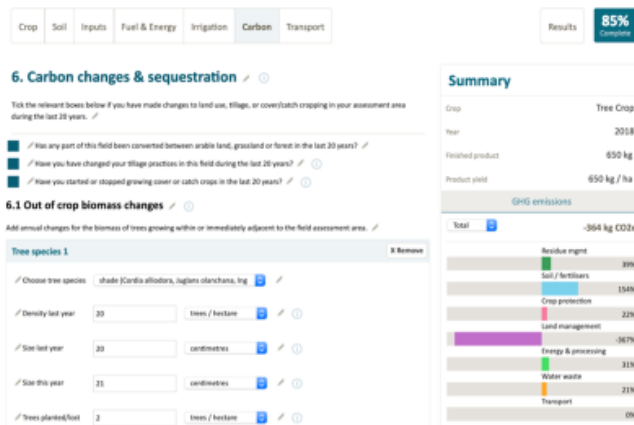 Crop Soil Inputs Fuel & Energy Irrigation Carbon Transport Results 85%
Complete
6. Carbon changes & sequestration
Tick the relevant boxes below if you have made changes to land use, tillage, or cover/catch cropping in your assessment area
during the last 20 years.
Has any part of this field been converted between arable land, grassland or forest in the last 20 years?
Have you have changed your tillage practices in this field during the last 20 years?
Have you started or stopped growing cover or catch crops in the last 20 years?
6.1 Out of crop biomass changes
Add annual changes for the biomass of trees growing within or immediately adjacent to the field assessment area.
Tree species 1 X Remove
Choose tree species shade (Cordia alliodora, Juglans olanchana, Ing
Density last year 20 trees / hectare
Size last year 20 centimetres
Size this year 21 centimetres
Trees planted/lost 2 trees / hectare
Summary
Crop Tree Crop
Year 2018
Finished product 650 kg
Product yield 650 kg / ha
GHG emissions
Total -364 kg CO2
Residue mgmt
39%
Soil / fertilisers
154%
Crop protection
22%
Land management
-367%
Energy & processing
31%
Water waste
21%
Transport
0%